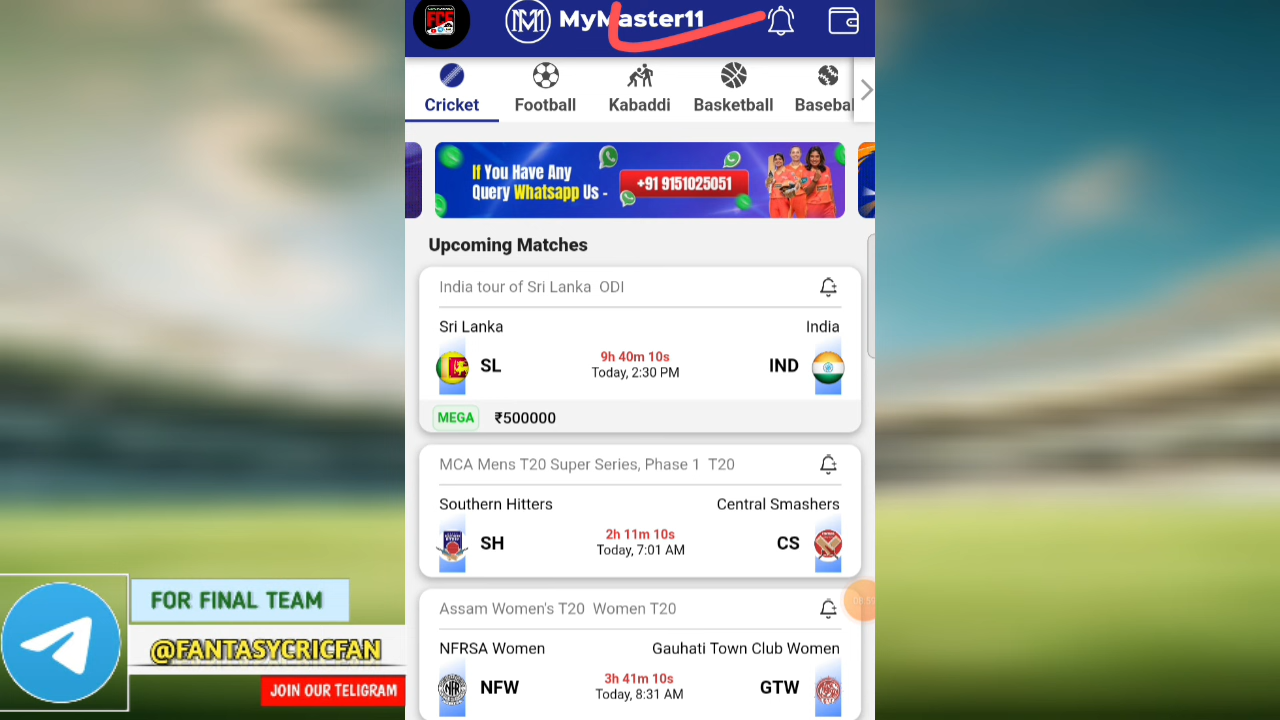 FCF
MyMaster11
Cricket
Football
Kabaddi
Basketball
Baseba
If You Have Any
Query Whatsapp Us -
+91 9151025051
Upcoming Matches
India tour of Sri Lanka ODI
Sri Lanka
India
SL
9h 40m 10s
IND
Today, 2:30 PM
MEGA
₹500000
MCA Mens T20 Super Series, Phase 1 T20
Southern Hitters
Central Smashers
SH
2h 11m 10s
CS
Today, 7:01 AM
Assam Women's T20 Women T20
NFRSA Women
Gauhati Town Club Women
NFW
3h 41m 10s
GTW
Today, 8:31 AM
FOR FINAL TEAM
@FANTASYCRICFAN
JOIN OUR TELIGRAM